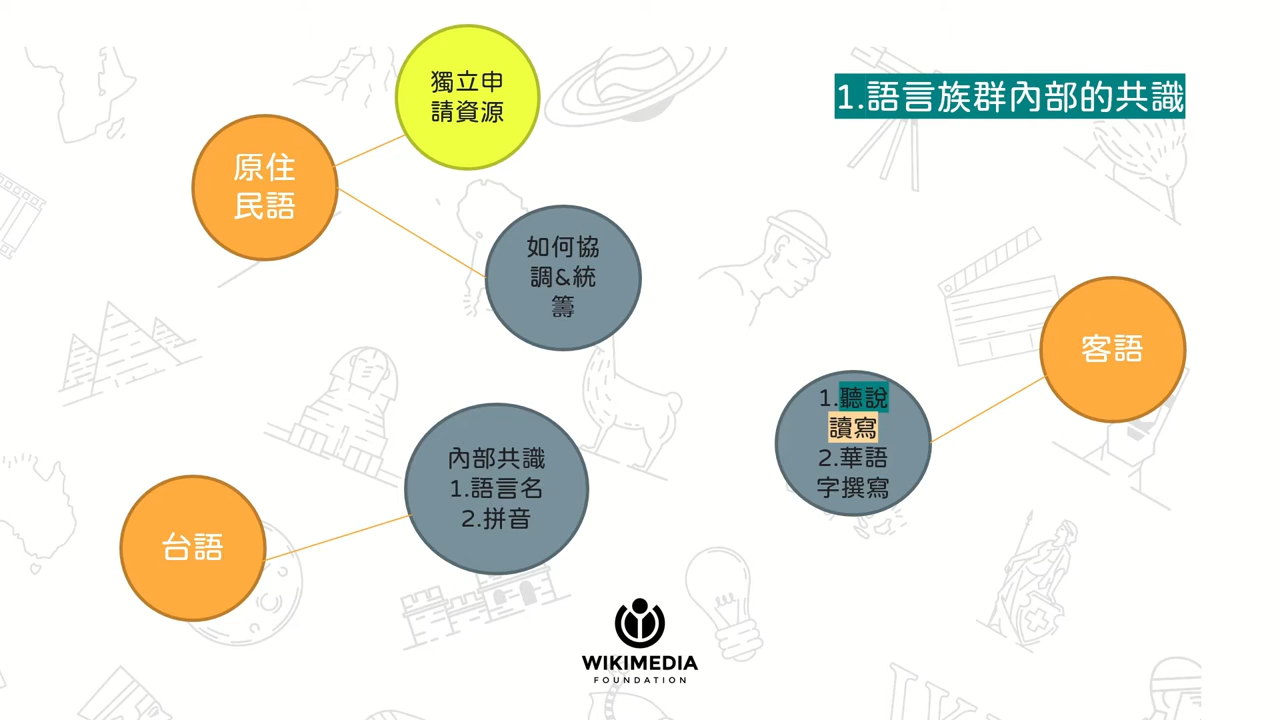 1.語言族群內部的共識
獨立申
請資源
原住
民語
如何協
調&統
籌
客語
1.聽說
讀寫
2.華語
字撰寫
內部共識
1.語言名
2.拼音
台語
WIKIMEDIA
FOUNDATION